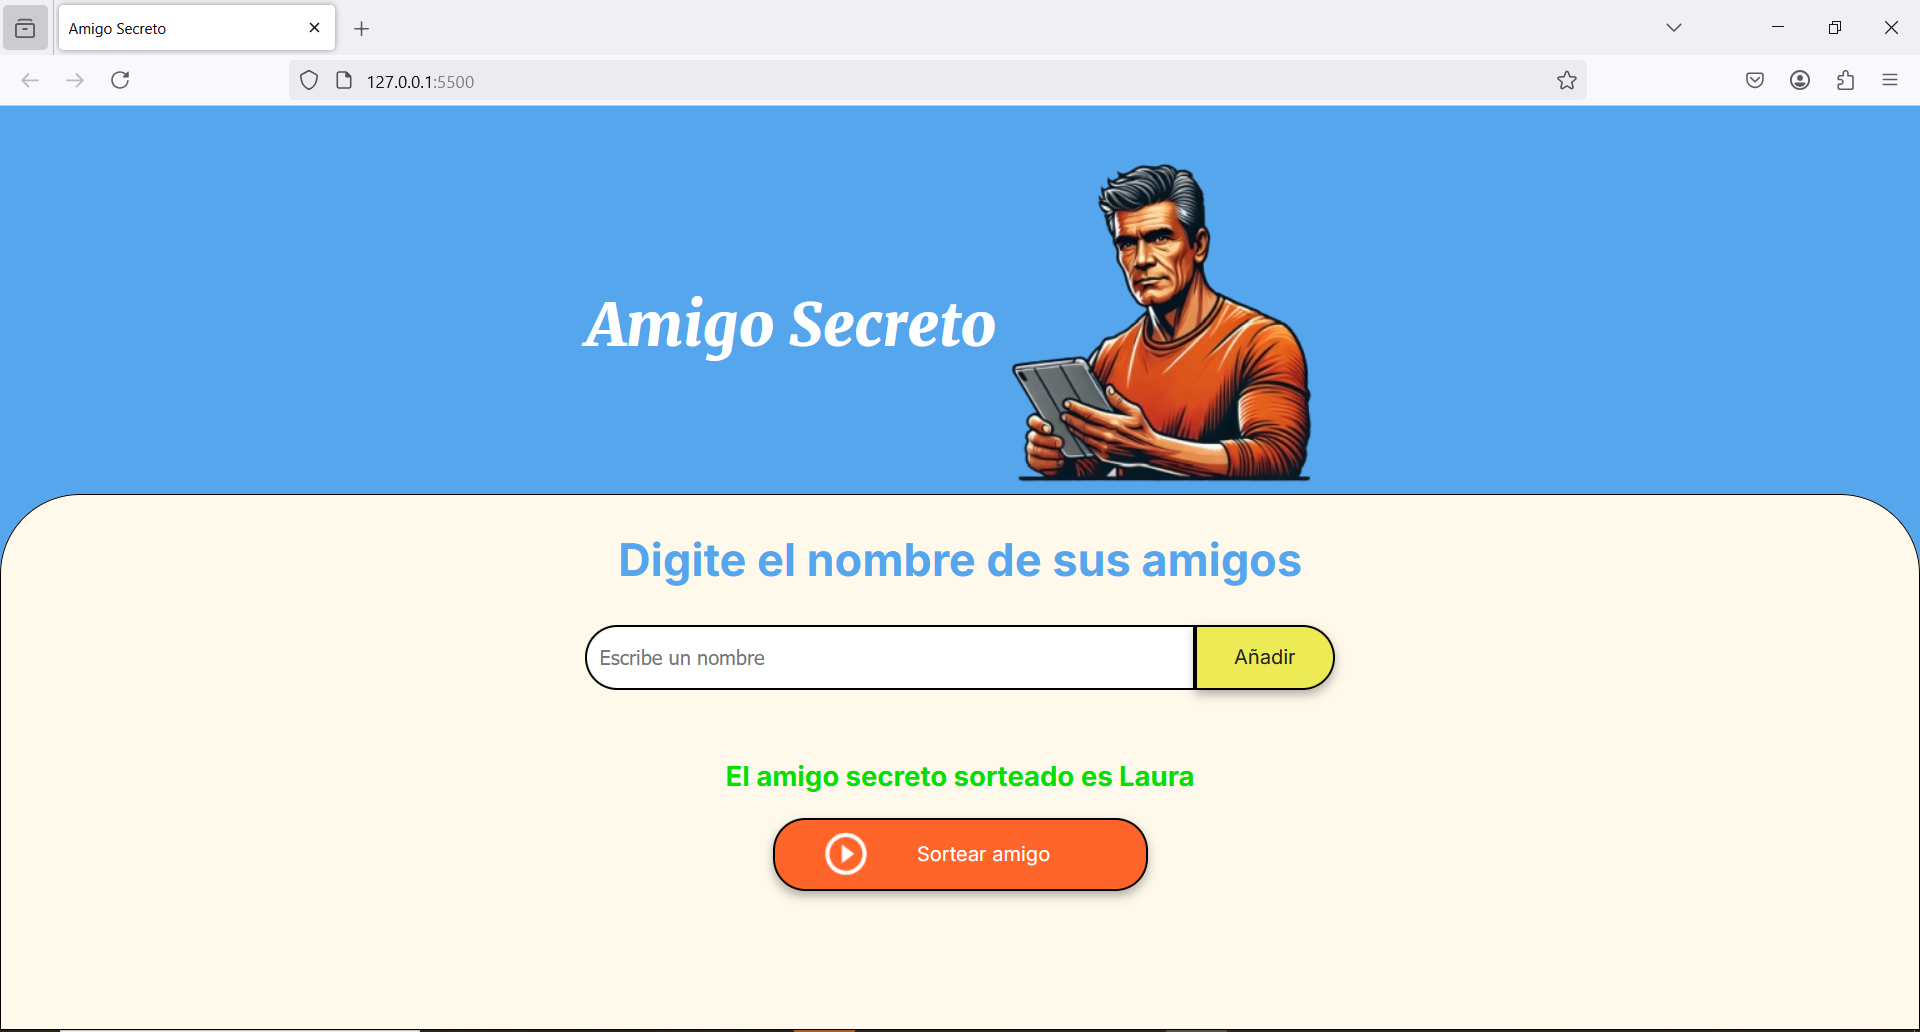 Amigo Secreto
127.0.0.1:5500
Amigo Secreto
Digite el nombre de sus amigos
Escribe un nombre
Añadir
El amigo secreto sorteado es Laura
Sortear amigo